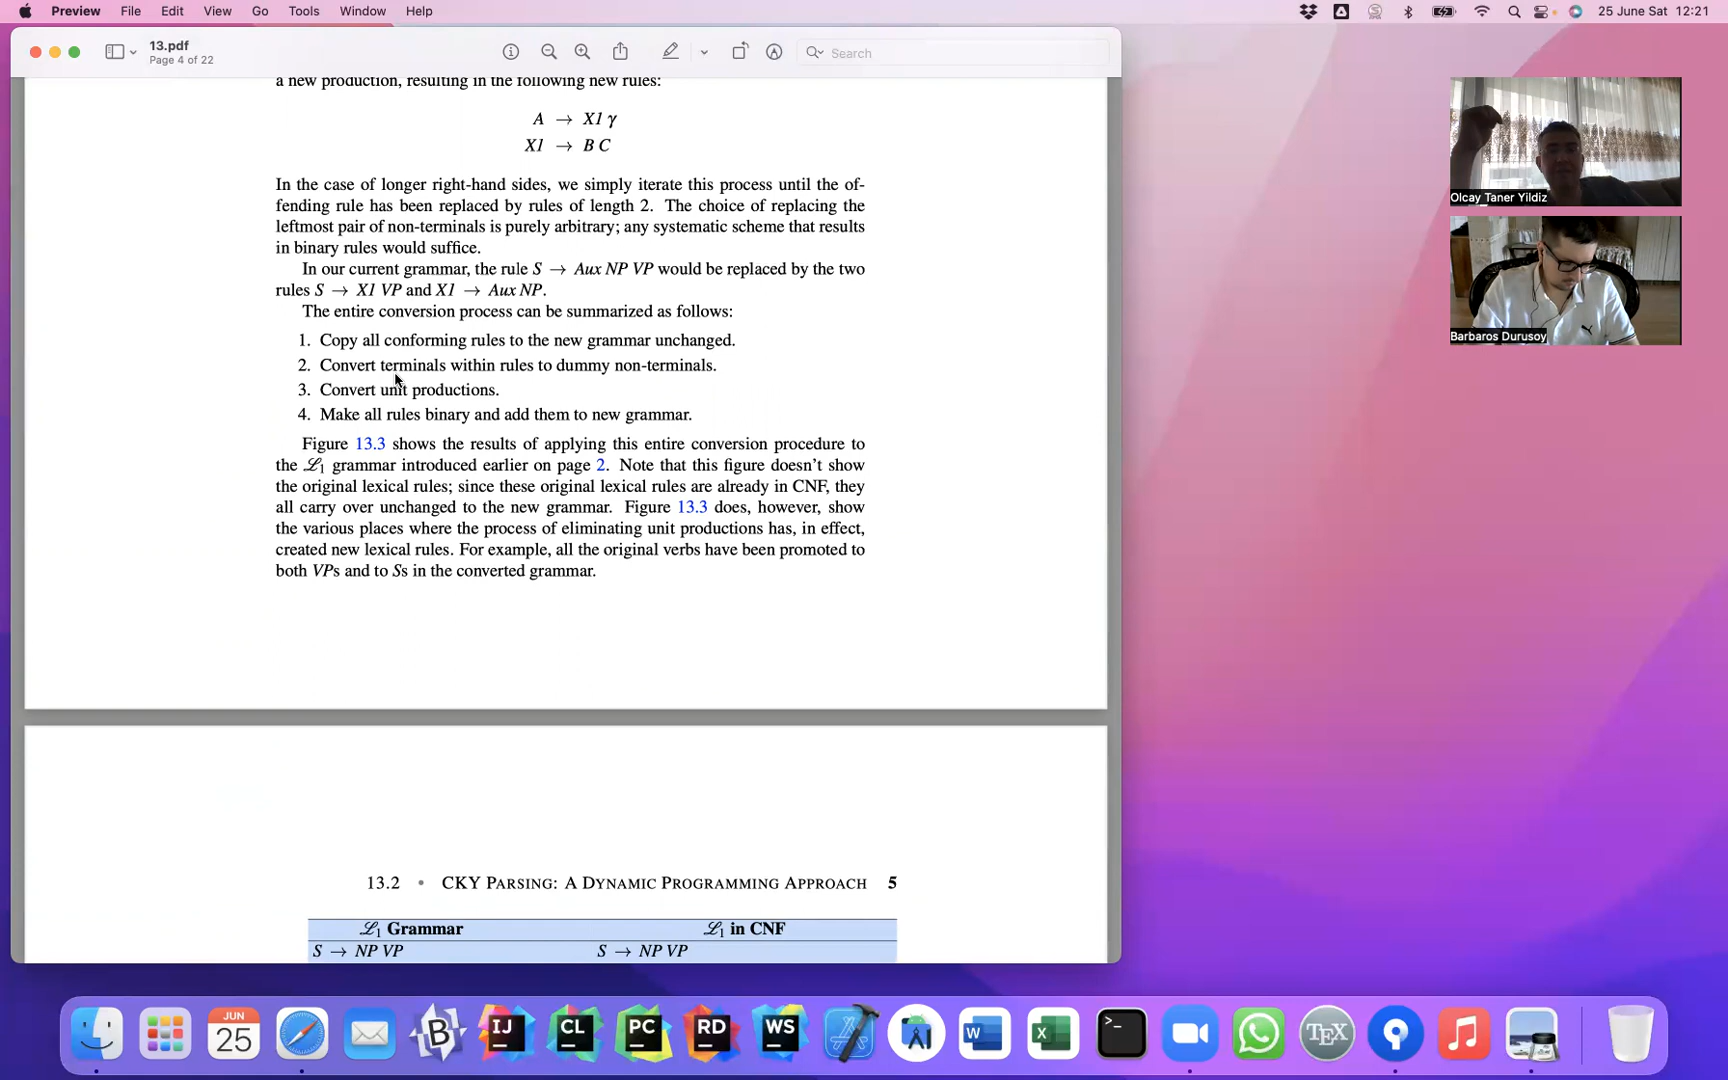 Preview File Edit View Go Tools Window Help
25 June Sat 12:21
13.pdf
Page 4 of 22
Search
a new production, resulting in the following new rules:
A → X1 γ
X1 → B C
In the case of longer right-hand sides, we simply iterate this process until the of-
fending rule has been replaced by rules of length 2. The choice of replacing the
leftmost pair of non-terminals is purely arbitrary; any systematic scheme that results
in binary rules would suffice.
In our current grammar, the rule S → Aux NP VP would be replaced by the two
rules S → X1 VP and X1 → Aux NP.
The entire conversion process can be summarized as follows:
1. Copy all conforming rules to the new grammar unchanged.
2. Convert terminals within rules to dummy non-terminals.
3. Convert unit productions.
4. Make all rules binary and add them to new grammar.
Figure 13.3 shows the results of applying this entire conversion procedure to
the ℒ1 grammar introduced earlier on page 2. Note that this figure doesn't show
the original lexical rules; since these original lexical rules are already in CNF, they
all carry over unchanged to the new grammar. Figure 13.3 does, however, show
the various places where the process of eliminating unit productions has, in effect,
created new lexical rules. For example, all the original verbs have been promoted to
both VPs and to Ss in the converted grammar.
13.2 • CKY PARSING: A DYNAMIC PROGRAMMING APPROACH 5
ℒ1 Grammar ℒ1 in CNF
S → NP VP S → NP VP
Olcay Taner Yildiz
Barbaros Durusoy
JUN
25
B
IJ
CL
PC
RD
WS
W
X
>_
TEX